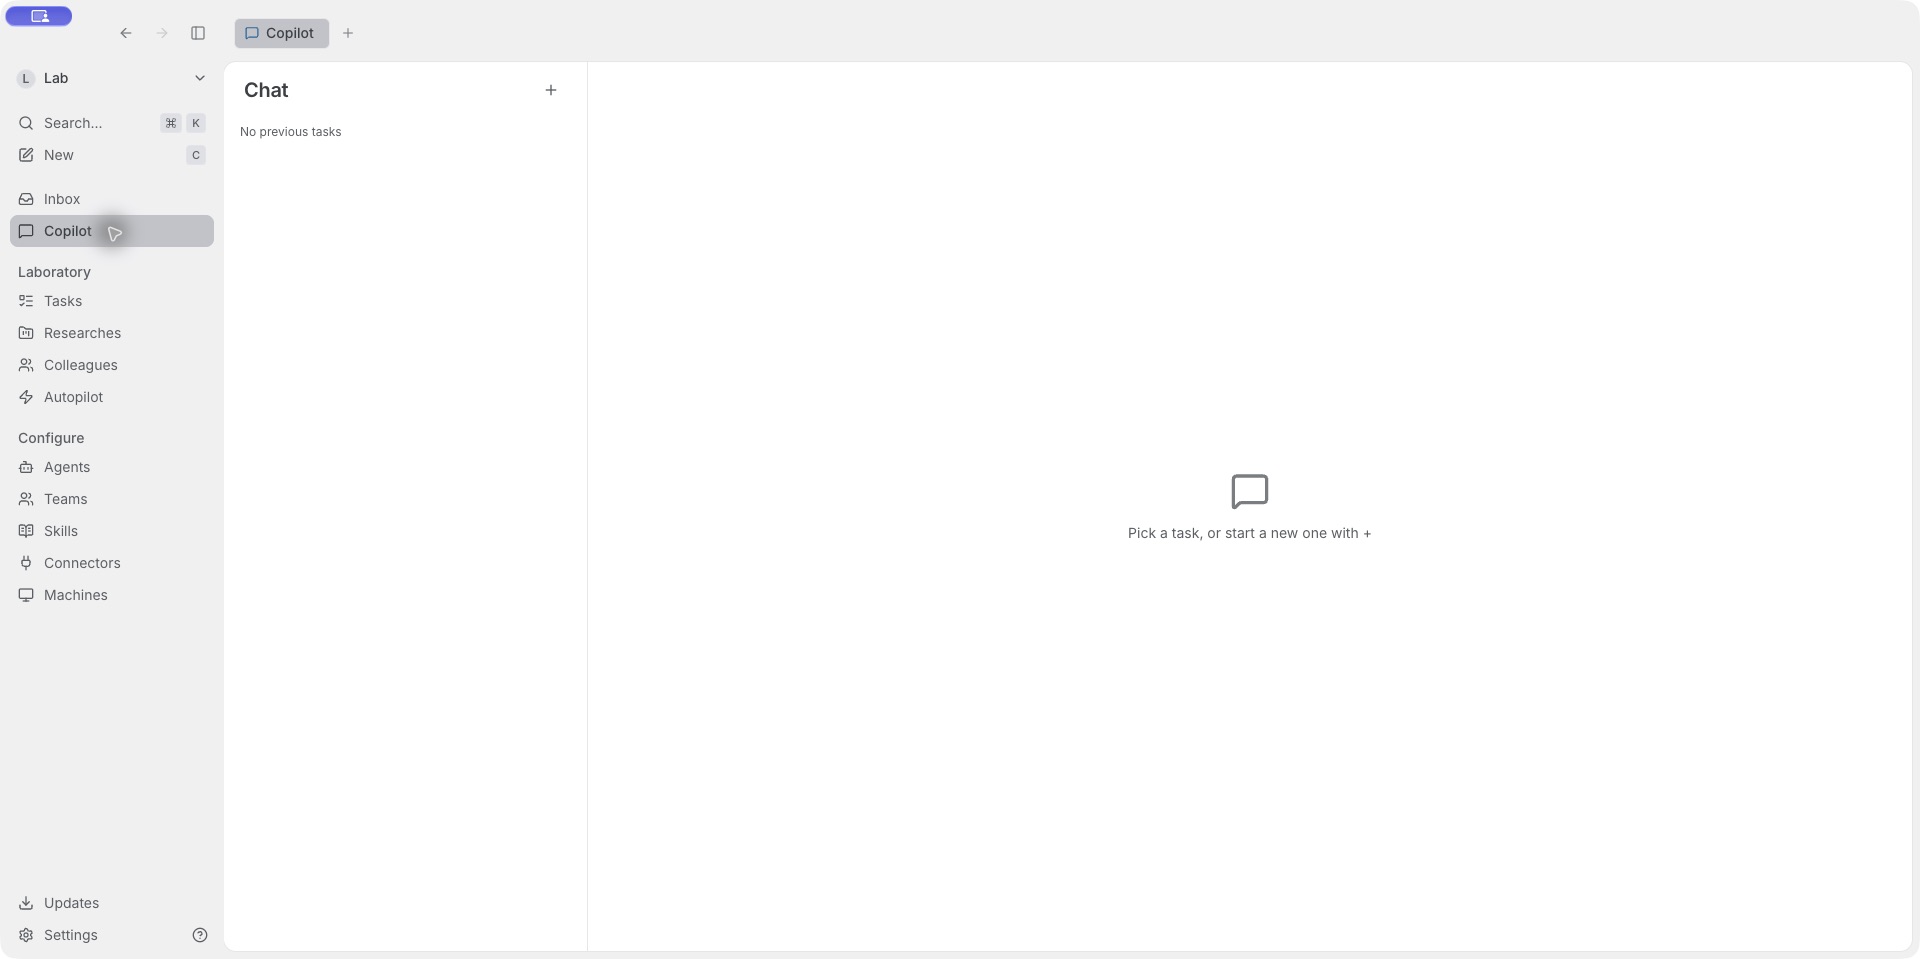 Copilot
L Lab
Search... ⌘ K
New C
Inbox
Copilot
Laboratory
Tasks
Researches
Colleagues
Autopilot
Configure
Agents
Teams
Skills
Connectors
Machines
Updates
Settings
Chat
No previous tasks
Pick a task, or start a new one with +